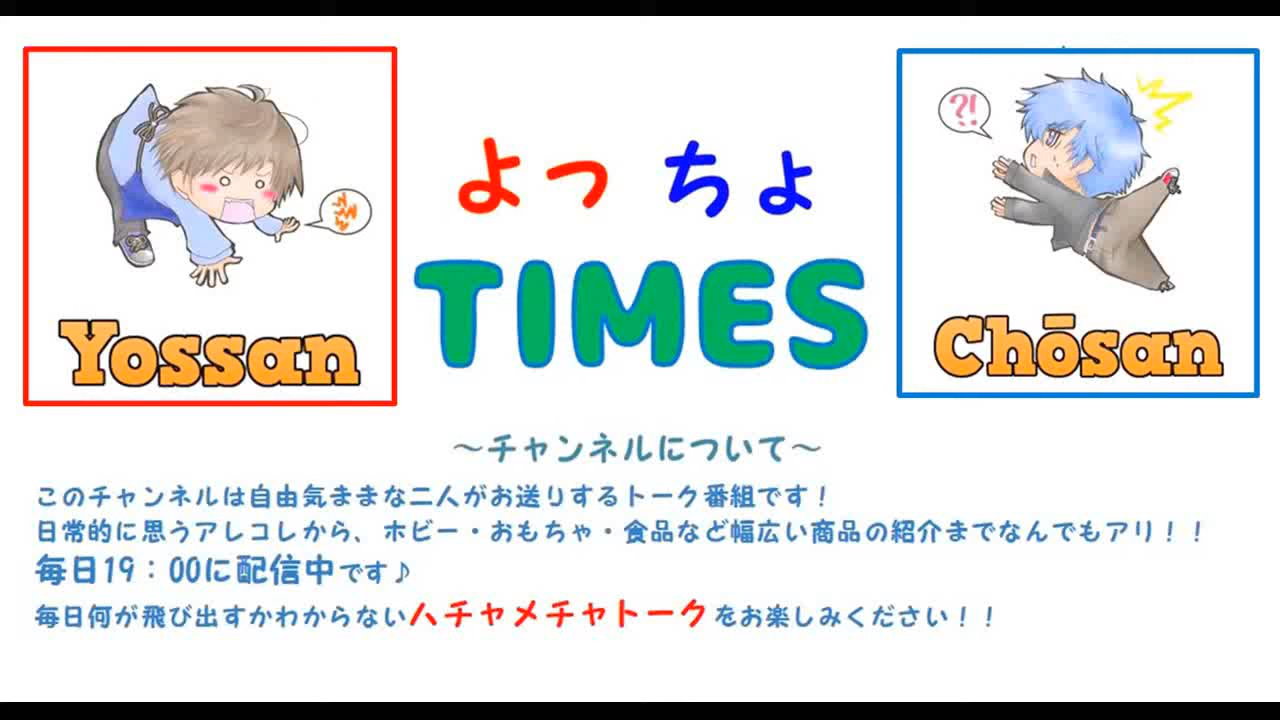 よっ ちょ
TIMES
?!
Yossan
Chōsan
～チャンネルについて～
このチャンネルは自由気ままな二人がお送りするトーク番組です！
日常的に思うアレコレから、ホビー・おもちゃ・食品など幅広い商品の紹介までなんでもアリ！！
毎日19：00に配信中です♪
毎日何が飛び出すかわからないハチャメチャトークをお楽しみください！！